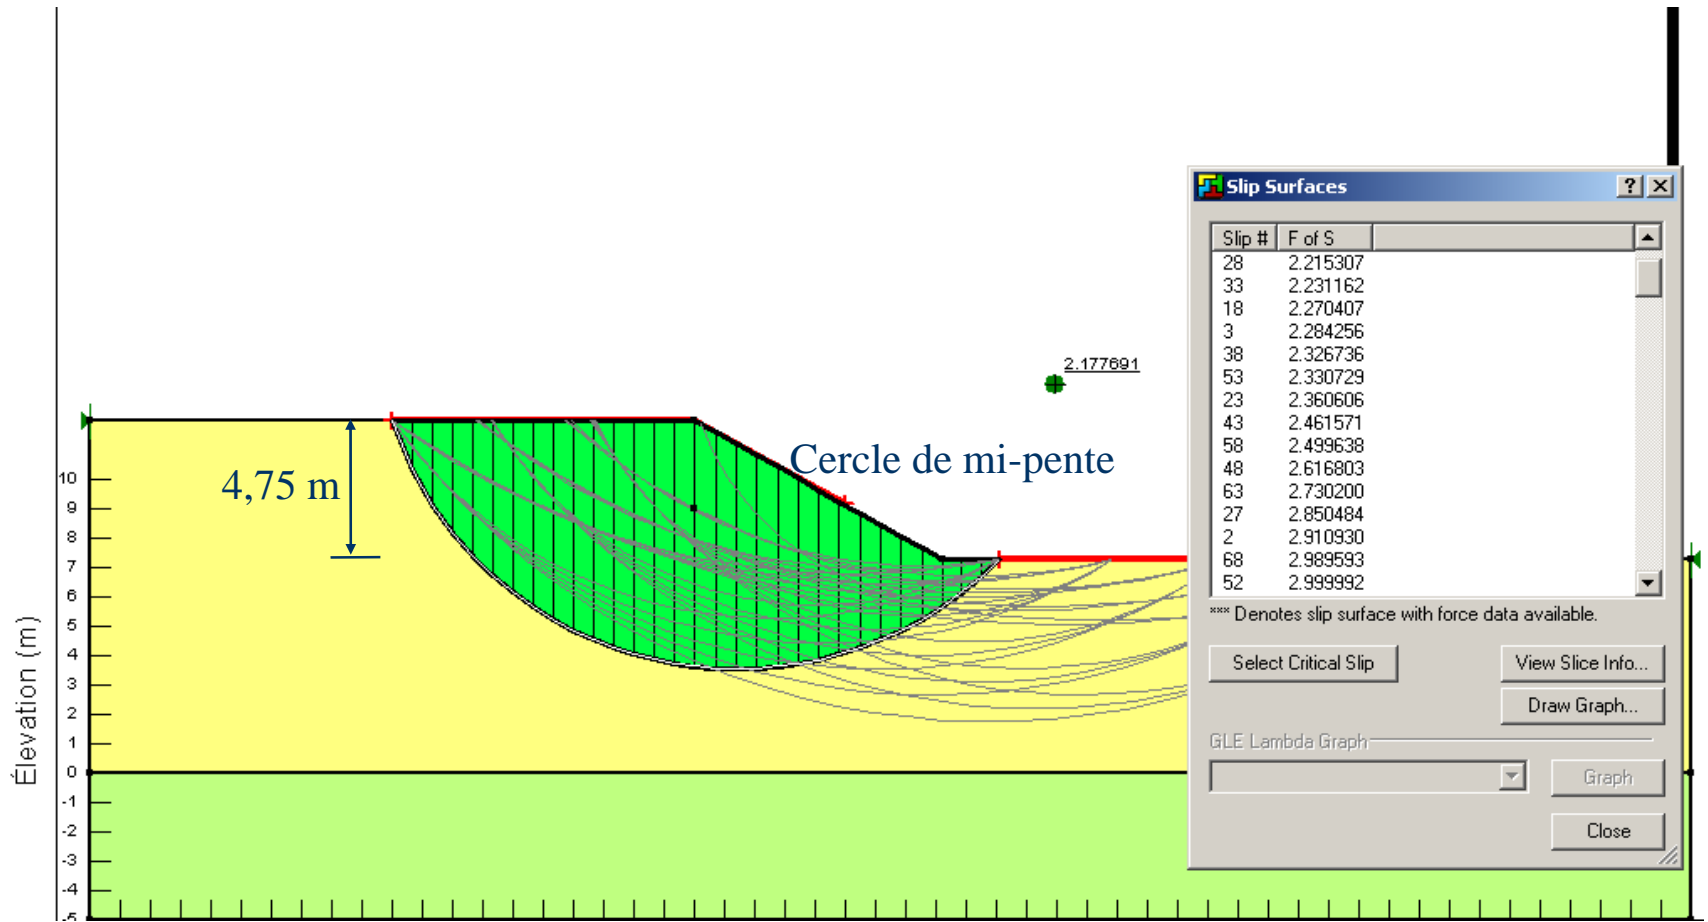 Slip Surfaces
Slip # F of S
28 2.215307
33 2.231162
18 2.270407
3 2.284256
38 2.326736
53 2.330729
23 2.360606
43 2.461571
58 2.499638
48 2.616803
63 2.730200
27 2.850484
2 2.910930
68 2.989593
52 2.999992
*** Denotes slip surface with force data available.
Select Critical Slip
View Slice Info...
Draw Graph...
GLE Lambda Graph
Graph
Close
2.177691
Cercle de mi-pente
4,75 m
Élevation (m)
10
9
8
7
6
5
4
3
2
1
0
-1
-2
-3
-4
-5